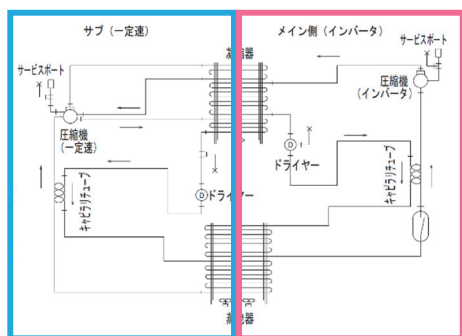 サブ（一定速）
メイン側（インバータ）
サービスポート
サービスポート
凝縮器
圧縮機
（一定速）
圧縮機
（インバータ）
D
ドライヤー
D
ドライヤー
キャピラリチューブ
キャピラリチューブ
蒸発器